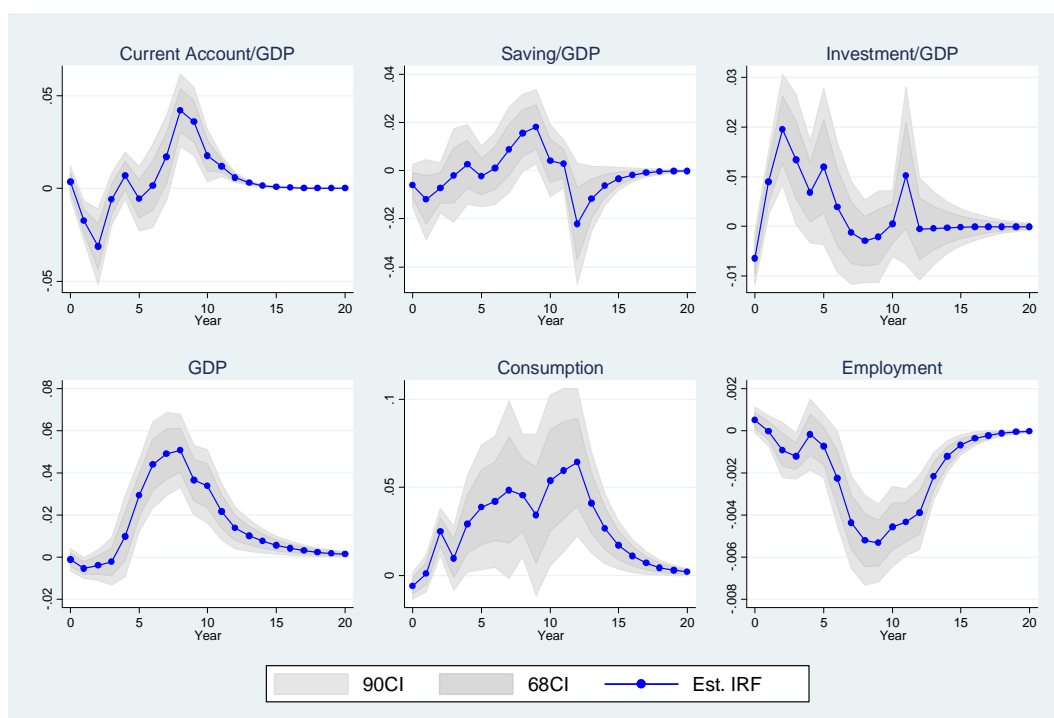 Current Account/GDP
.05
0
-.05
0 5 10 15 20
Year
Saving/GDP
.04
.02
0
-.02
-.04
0 5 10 15 20
Year
Investment/GDP
.03
.02
.01
0
-.01
0 5 10 15 20
Year
GDP
.08
.06
.04
.02
0
-.02
0 5 10 15 20
Year
Consumption
.1
.05
0
0 5 10 15 20
Year
Employment
.002
0
-.002
-.004
-.006
-.008
0 5 10 15 20
Year
90CI 68CI Est. IRF